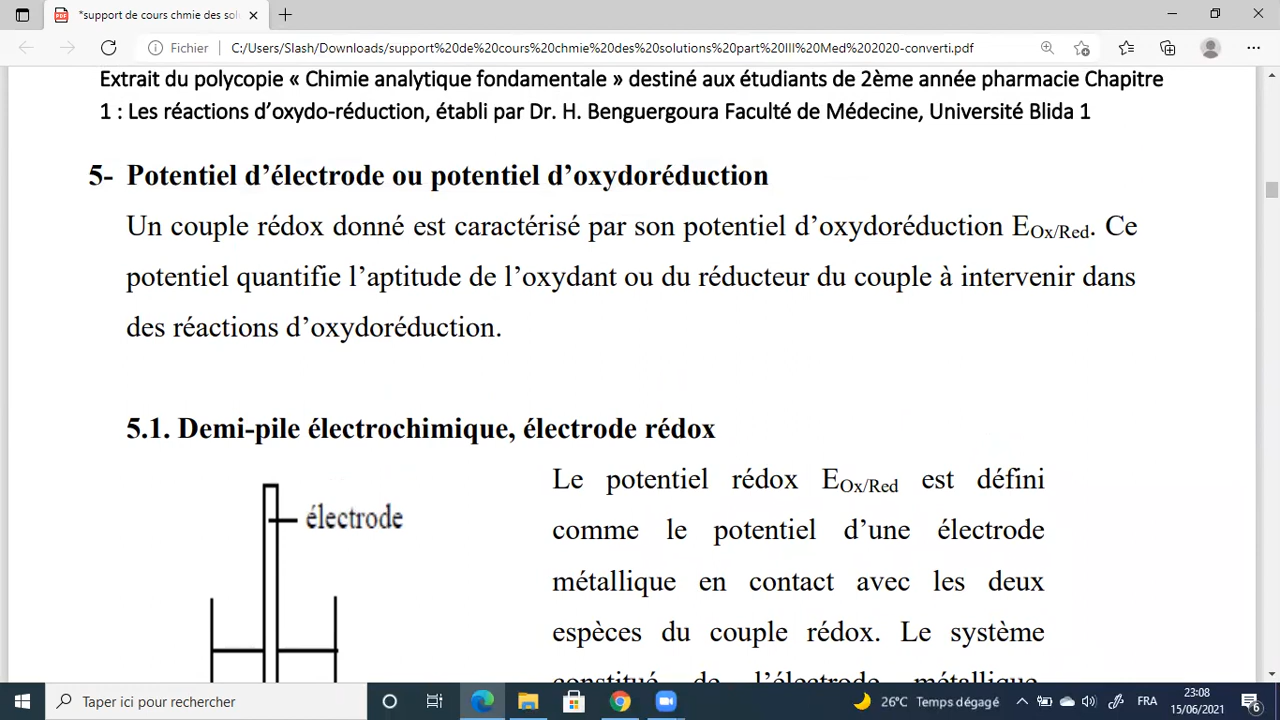 *support de cours chmie des sol
Fichier
C:/Users/Slash/Downloads/support%20de%20cours%20chmie%20des%20solutions%20part%20III%20Med%202020-converti.pdf
Extrait du polycopie « Chimie analytique fondamentale » destiné aux étudiants de 2ème année pharmacie Chapitre
1 : Les réactions d’oxydo-réduction, établi par Dr. H. Benguergoura Faculté de Médecine, Université Blida 1
5- Potentiel d’électrode ou potentiel d’oxydoréduction
Un couple rédox donné est caractérisé par son potentiel d’oxydoréduction EOx/Red. Ce
potentiel quantifie l’aptitude de l’oxydant ou du réducteur du couple à intervenir dans
des réactions d’oxydoréduction.
5.1. Demi-pile électrochimique, électrode rédox
électrode
Le potentiel rédox EOx/Red est défini
comme le potentiel d’une électrode
métallique en contact avec les deux
espèces du couple rédox. Le système
constitué de l’électrode métallique
Taper ici pour rechercher
26°C Temps dégagé
FRA
23:08
15/06/2021
6